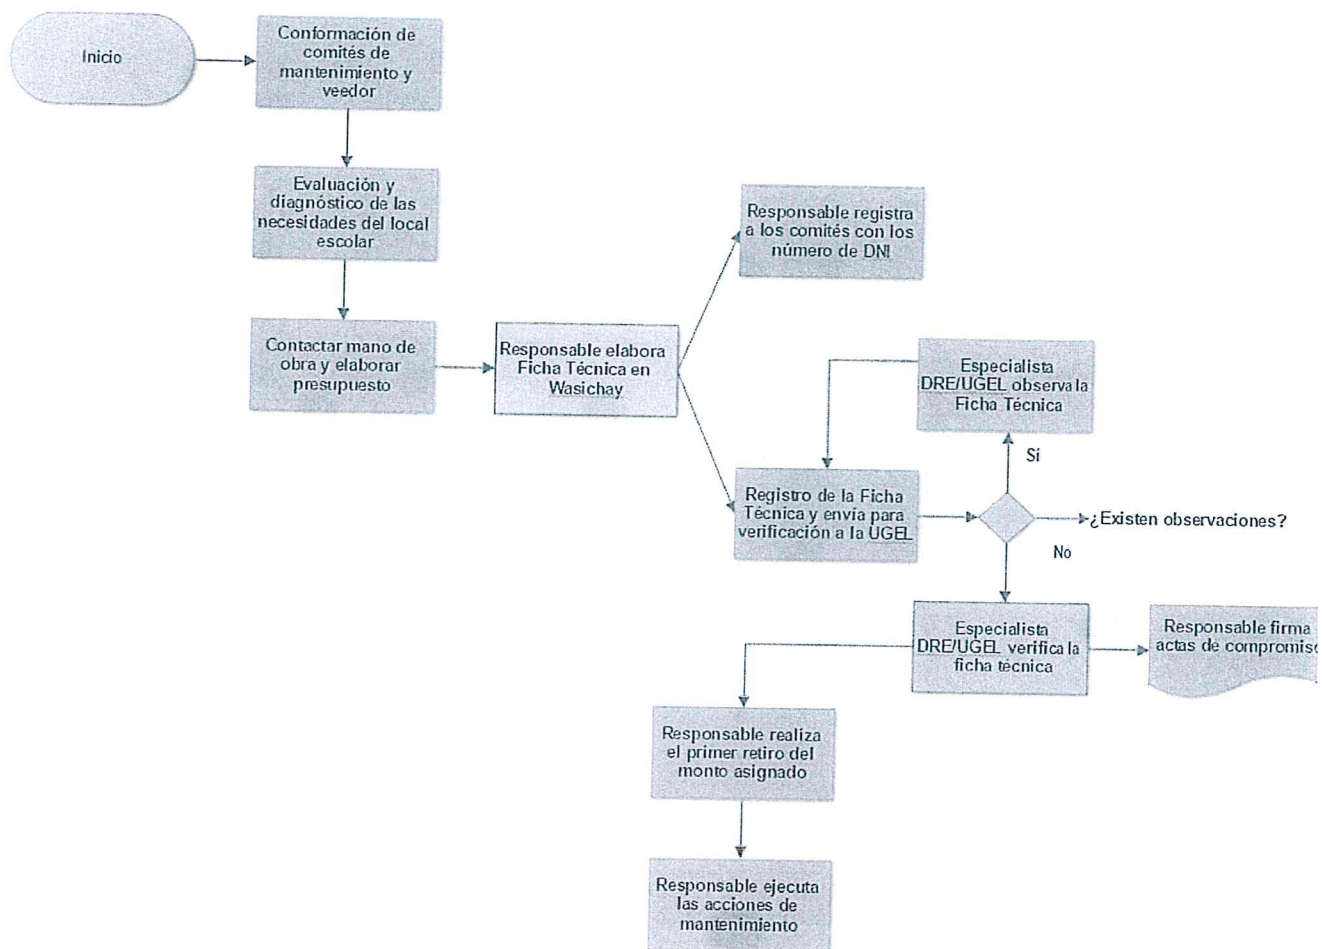 Inicio
Conformación de
comités de
mantenimiento y
veedor
Evaluación y
diagnóstico de las
necesidades del local
escolar
Contactar mano de
obra y elaborar
presupuesto
Responsable elabora
Ficha Técnica en
Wasichay
Responsable registra
a los comités con los
número de DNI
Especialista
DRE/UGEL observa la
Ficha Técnica
Sí
Registro de la Ficha
Técnica y envía para
verificación a la UGEL
¿Existen observaciones?
No
Especialista
DRE/UGEL verifica la
ficha técnica
Responsable firma
actas de compromiso
Responsable realiza
el primer retiro del
monto asignado
Responsable ejecuta
las acciones de
mantenimiento